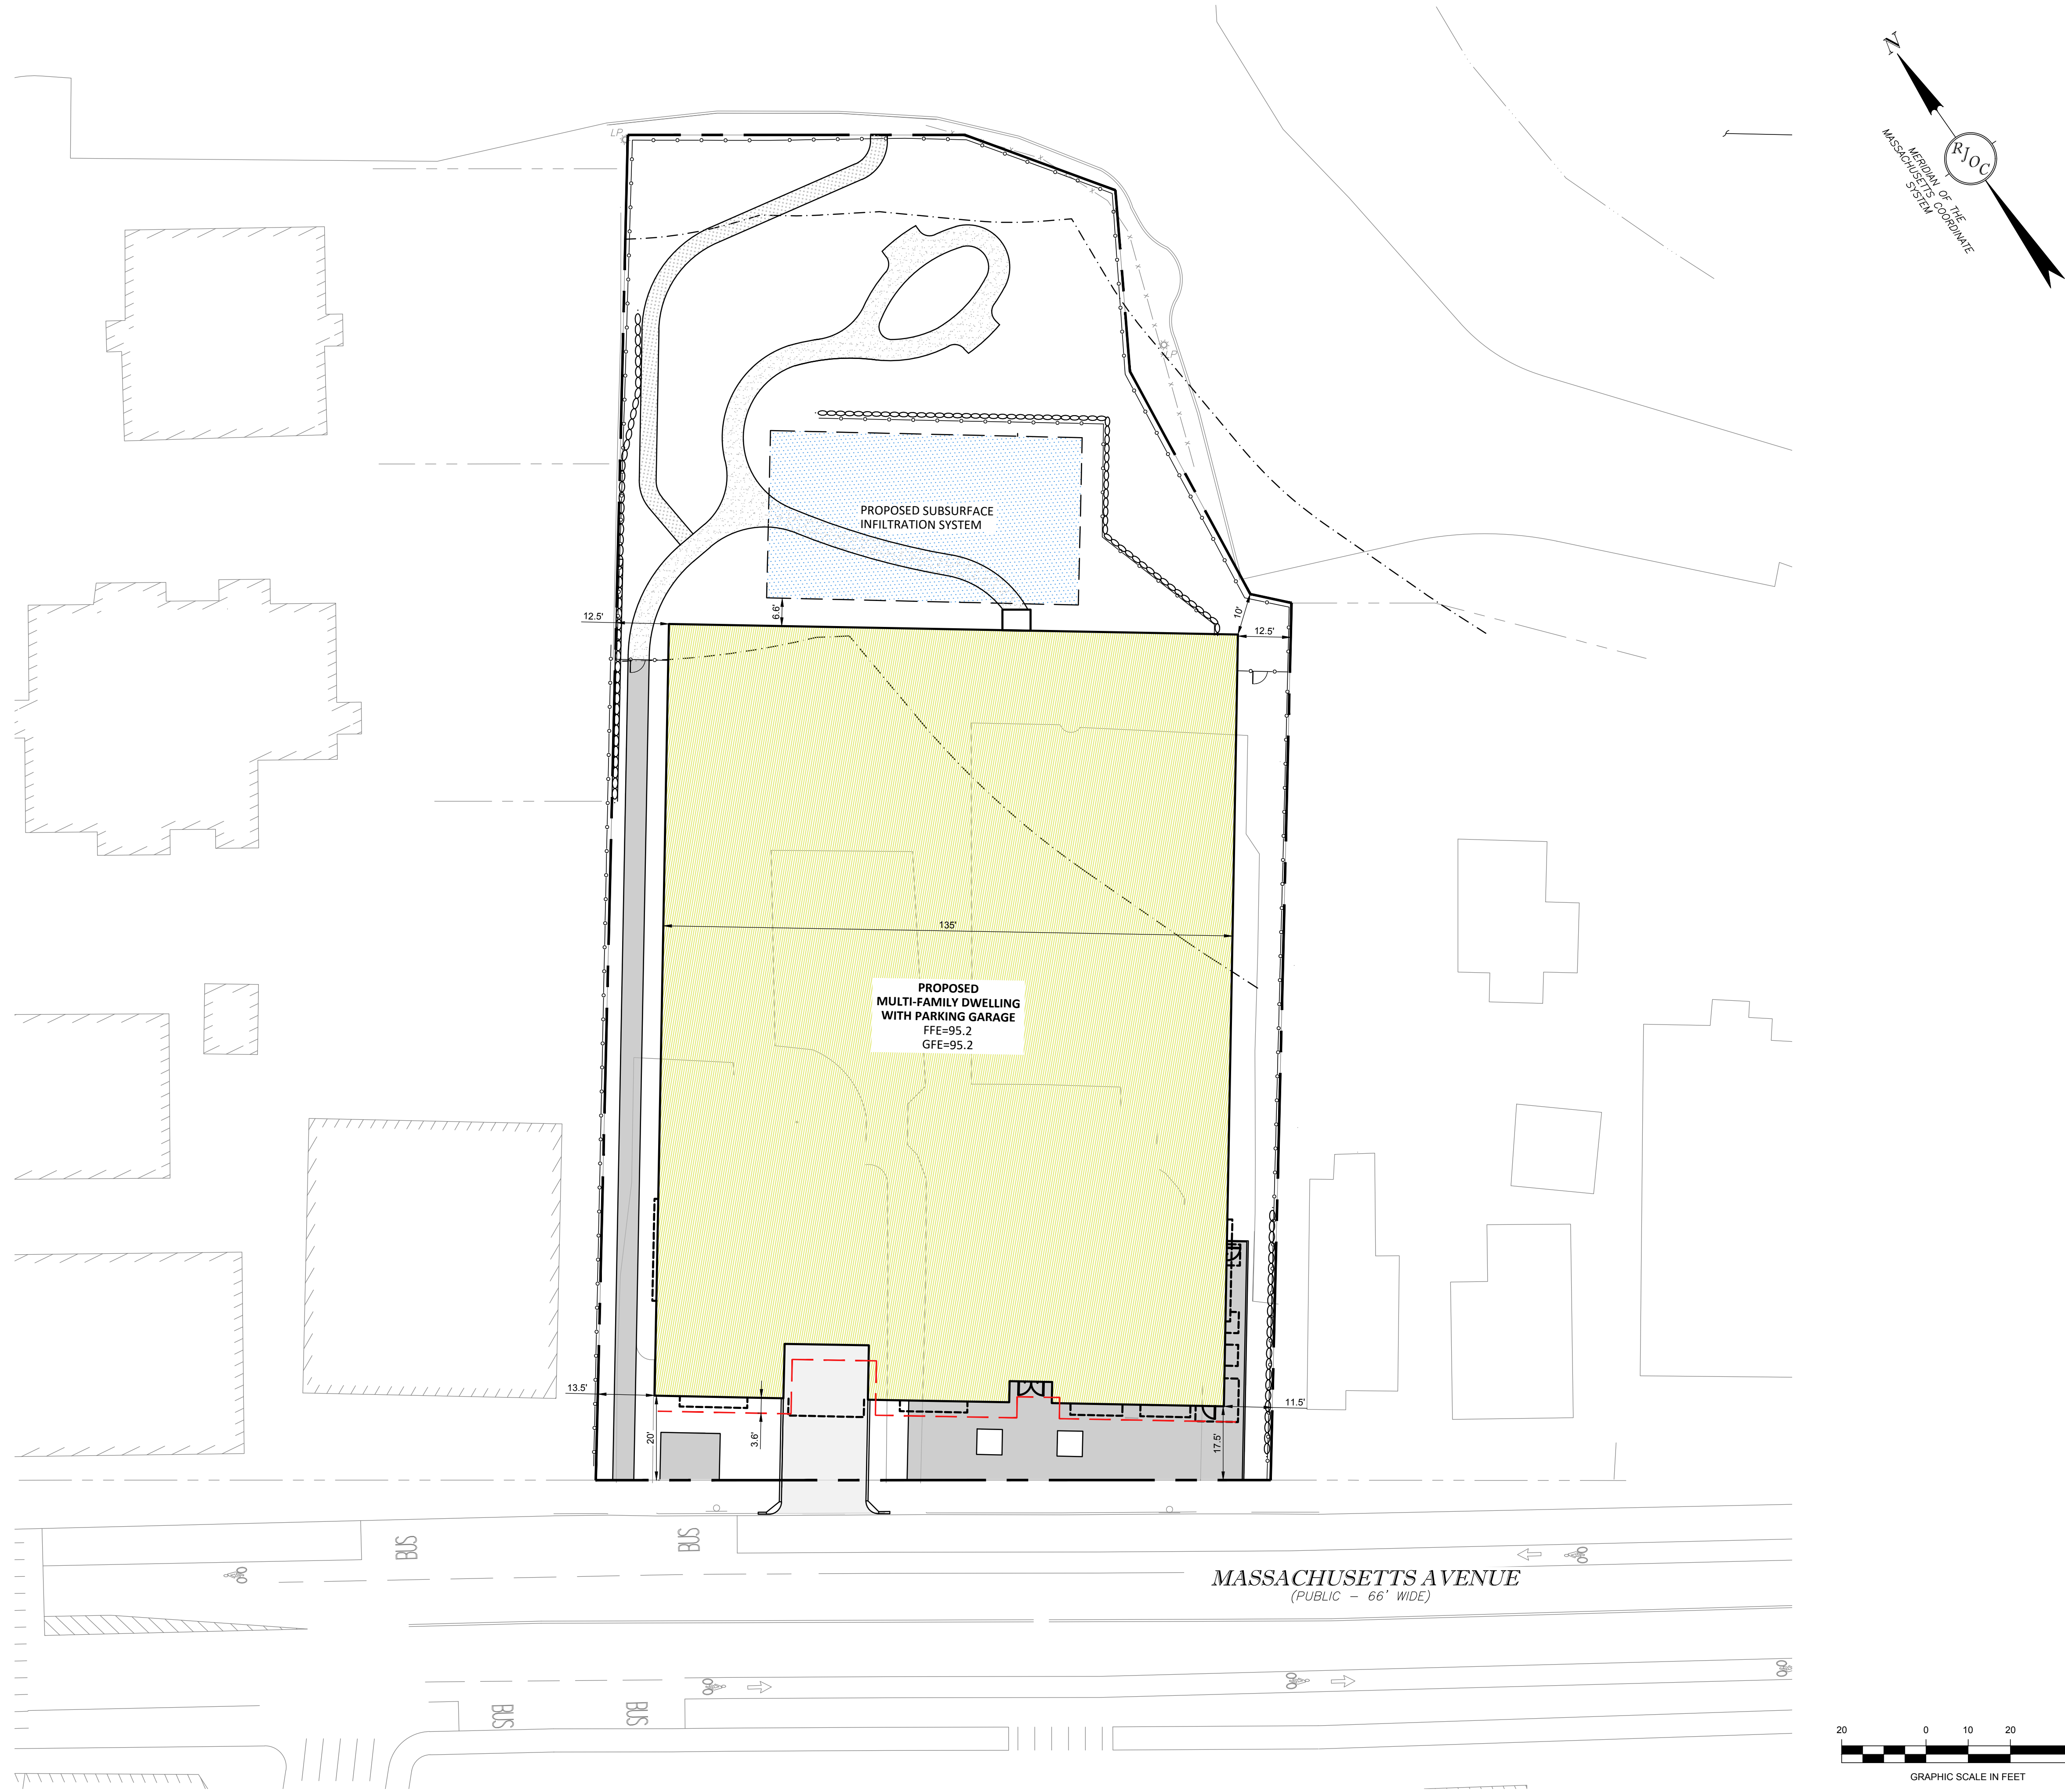 N
RJOC
MERIDIAN OF THE
MASSACHUSETTS COORDINATE
SYSTEM
LP
LP
PROPOSED SUBSURFACE
INFILTRATION SYSTEM
12.5'
6.6'
10'
12.5'
135'
PROPOSED
MULTI-FAMILY DWELLING
WITH PARKING GARAGE
FFE=95.2
GFE=95.2
13.5'
11.5'
20'
3.6'
17.5'
BUS
BUS
MASSACHUSETTS AVENUE
(PUBLIC – 66' WIDE)
BUS
BUS
20 0 10 20
GRAPHIC SCALE IN FEET